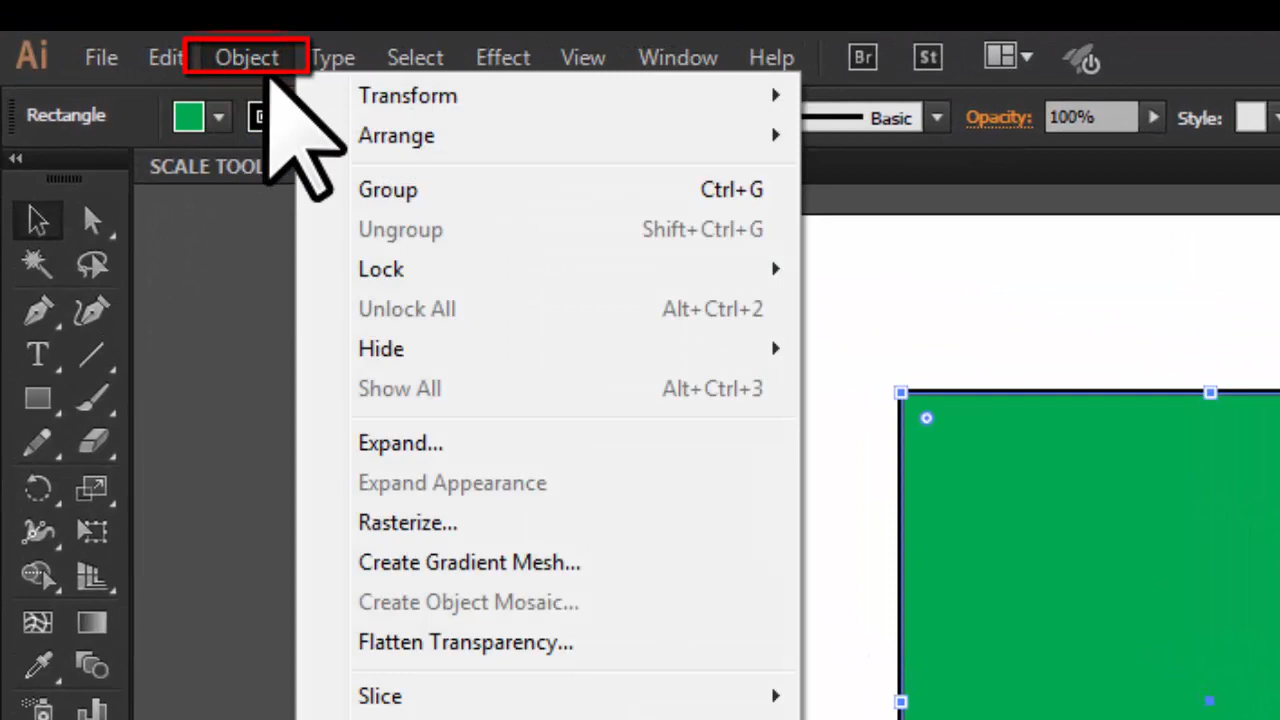 Ai File Edit Object Type Select Effect View Window Help Br St
Rectangle Basic Opacity: 100% Style:
SCALE TOOL
Transform
Arrange
Group Ctrl+G
Ungroup Shift+Ctrl+G
Lock
Unlock All Alt+Ctrl+2
Hide
Show All Alt+Ctrl+3
Expand...
Expand Appearance
Rasterize...
Create Gradient Mesh...
Create Object Mosaic...
Flatten Transparency...
Slice